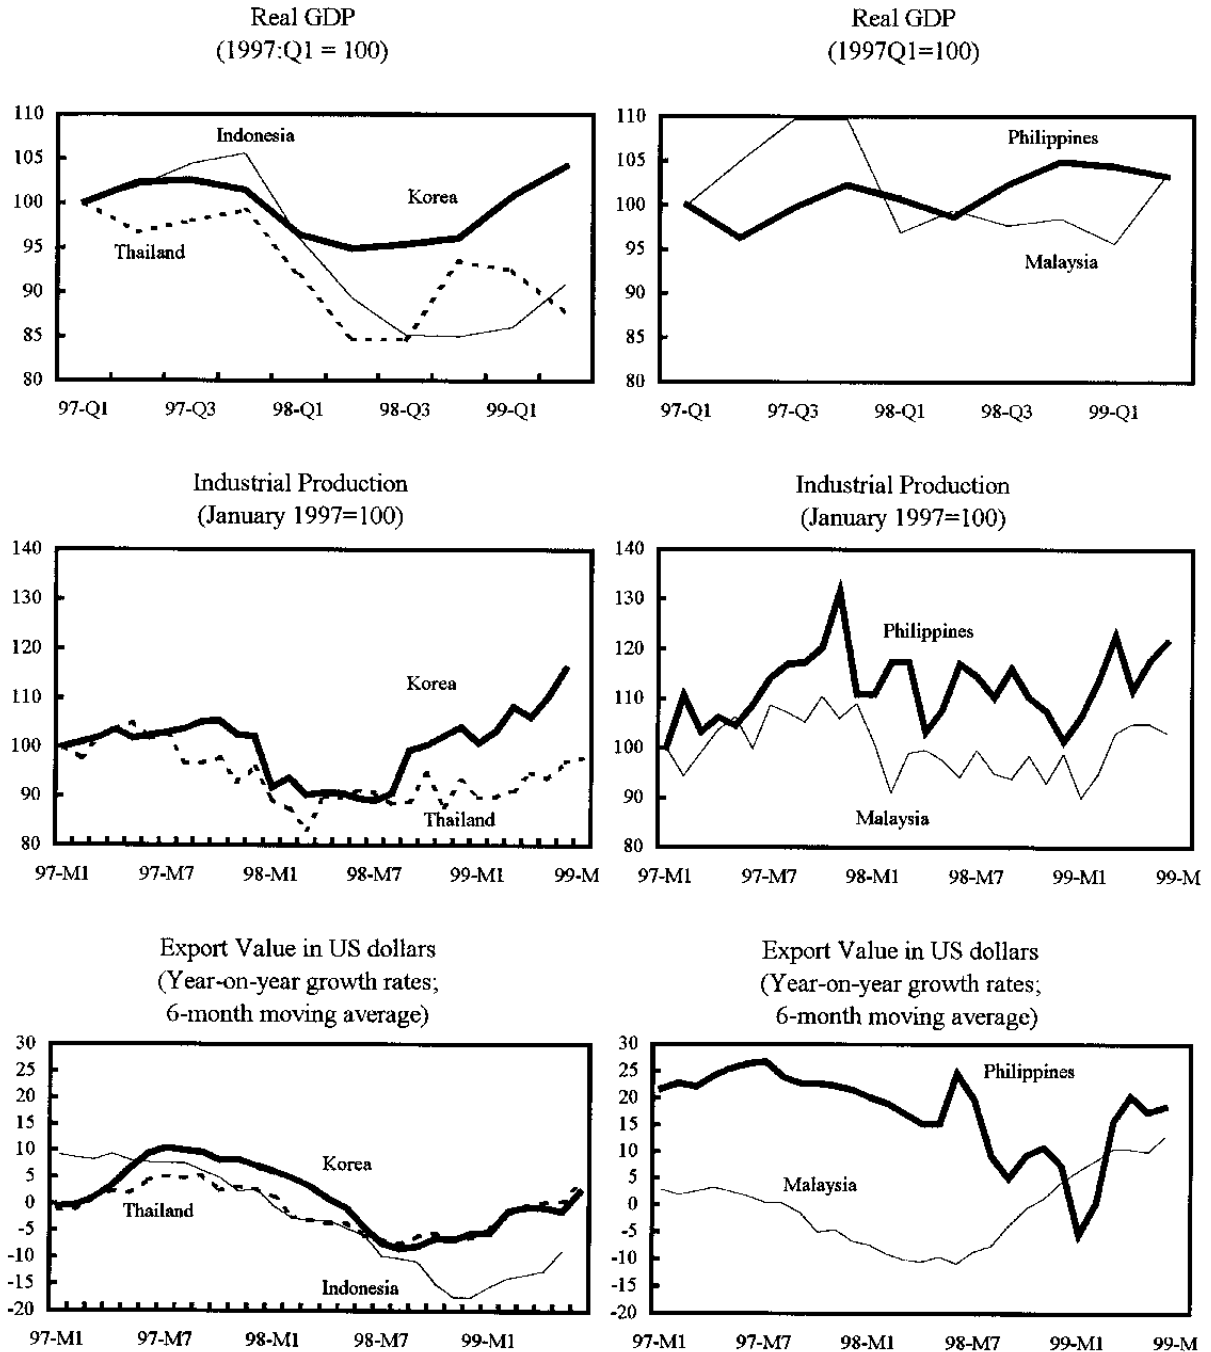 Real GDP
(1997:Q1 = 100)
110
105
100
95
90
85
80
Indonesia
Korea
Thailand
97-Q1 97-Q3 98-Q1 98-Q3 99-Q1
Real GDP
(1997Q1=100)
110
105
100
95
90
85
80
Philippines
Malaysia
97-Q1 97-Q3 98-Q1 98-Q3 99-Q1
Industrial Production
(January 1997=100)
140
130
120
110
100
90
80
Korea
Thailand
97-M1 97-M7 98-M1 98-M7 99-M1 99-M
Industrial Production
(January 1997=100)
140
130
120
110
100
90
80
Philippines
Malaysia
97-M1 97-M7 98-M1 98-M7 99-M1 99-M
Export Value in US dollars
(Year-on-year growth rates;
6-month moving average)
30
25
20
15
10
5
0
-5
-10
-15
-20
Korea
Thailand
Indonesia
97-M1 97-M7 98-M1 98-M7 99-M1
Export Value in US dollars
(Year-on-year growth rates;
6-month moving average)
30
25
20
15
10
5
0
-5
-10
-15
-20
Philippines
Malaysia
97-M1 97-M7 98-M1 98-M7 99-M1 99-M